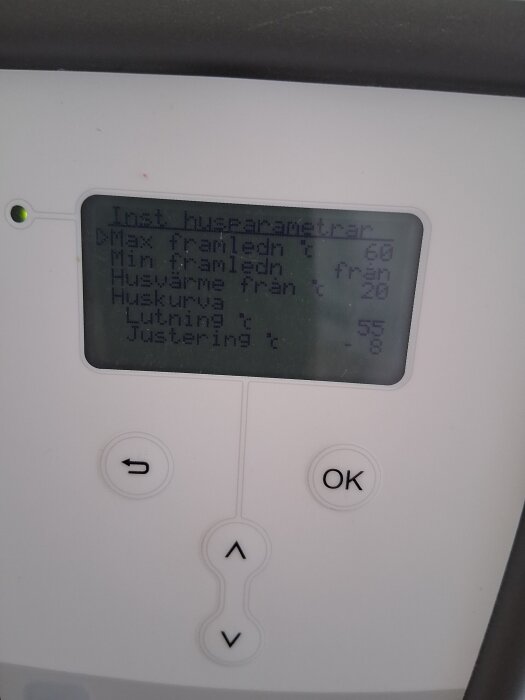 Inst husparametrar
Max framledn °c 60
Min framledn från
Husvärme från °c 20
Huskurva
Lutning °c 55
Justering °c - 8
OK